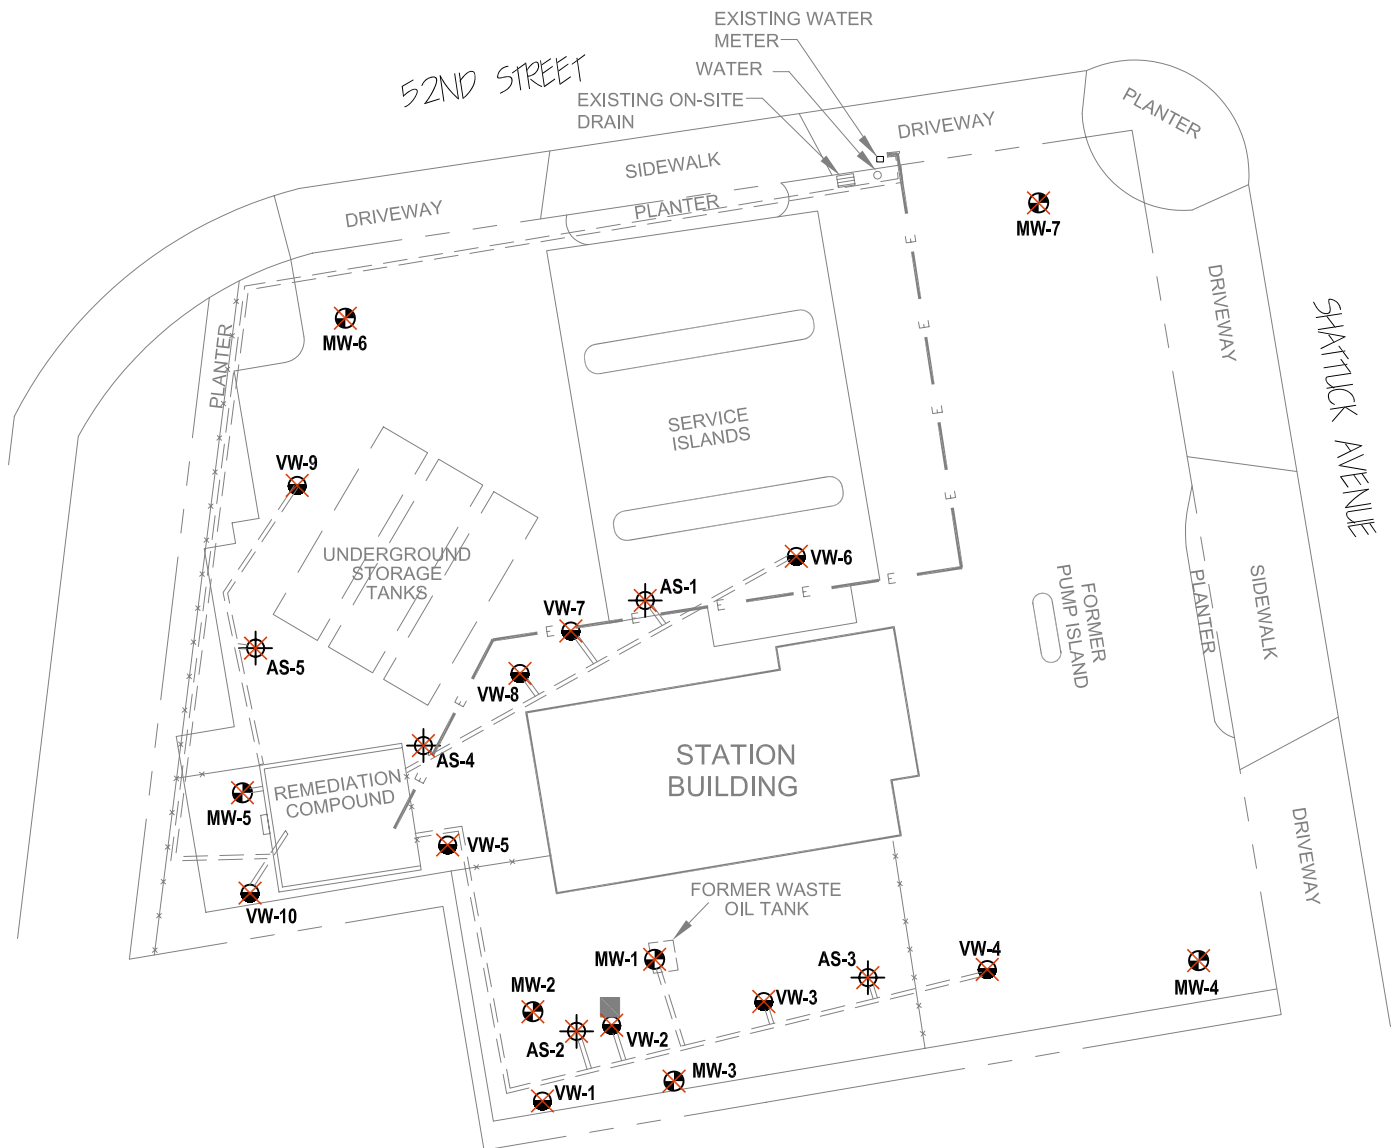 EXISTING WATER
METER
52ND STREET
WATER
EXISTING ON-SITE
DRAIN
PLANTER
DRIVEWAY
SIDEWALK
DRIVEWAY
PLANTER
MW-7
DRIVEWAY
SHATTUCK AVENUE
MW-6
PLANTER
SERVICE
ISLANDS
VW-9
UNDERGROUND
STORAGE
TANKS
VW-6
AS-1
VW-7
FORMER
PUMP ISLAND
PLANTER
SIDEWALK
AS-5
VW-8
AS-4
STATION
BUILDING
REMEDIATION
COMPOUND
MW-5
VW-5
DRIVEWAY
VW-10
FORMER WASTE
OIL TANK
MW-1
AS-3
VW-4
MW-4
MW-2
VW-3
AS-2
VW-2
MW-3
VW-1
E
E
E
E
E
E
E
E
E
E
E
E
E